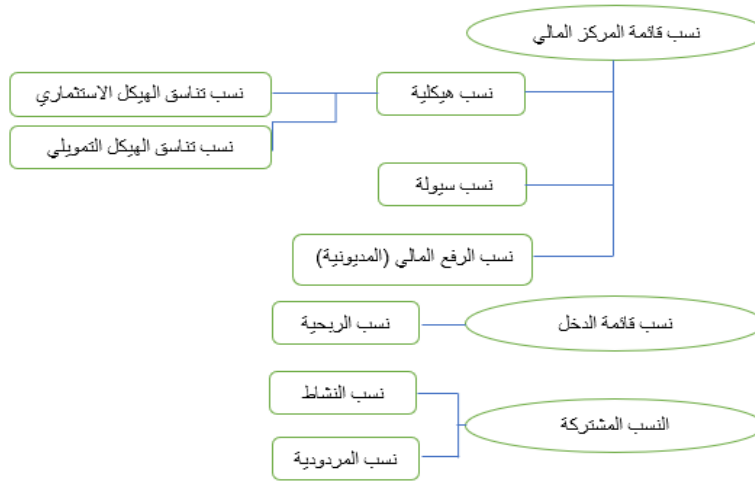 نسب قائمة المركز المالي
نسب هيكلية
نسب تناسق الهيكل الاستثماري
نسب تناسق الهيكل التمويلي
نسب سيولة
نسب الرفع المالي (المديونية)
نسب قائمة الدخل
نسب الربحية
النسب المشتركة
نسب النشاط
نسب المردودية